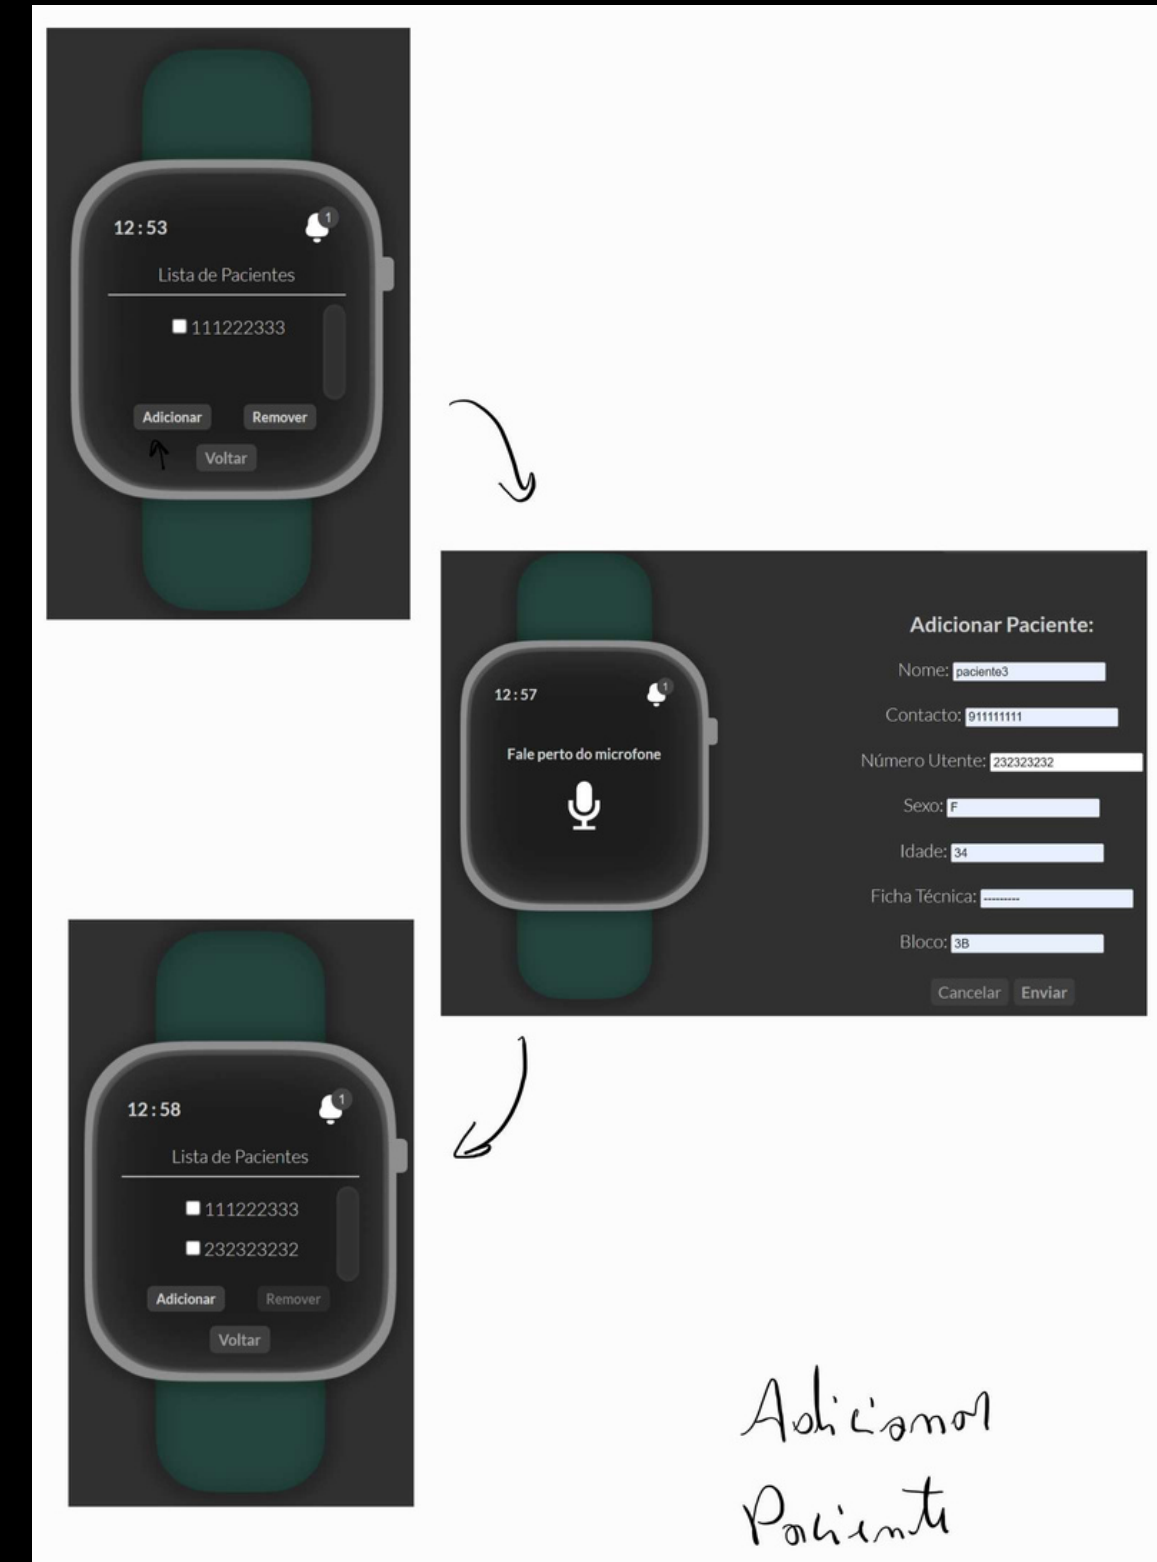 12:53
1
Lista de Pacientes
111222333
Adicionar Remover
Voltar
12:57
1
Fale perto do microfone
Adicionar Paciente:
Nome: paciente3
Contacto: 911111111
Número Utente: 232323232
Sexo: F
Idade: 34
Ficha Técnica: ---------
Bloco: 3B
Cancelar Enviar
12:58
1
Lista de Pacientes
111222333
232323232
Adicionar Remover
Voltar
Adicionar
Paciente